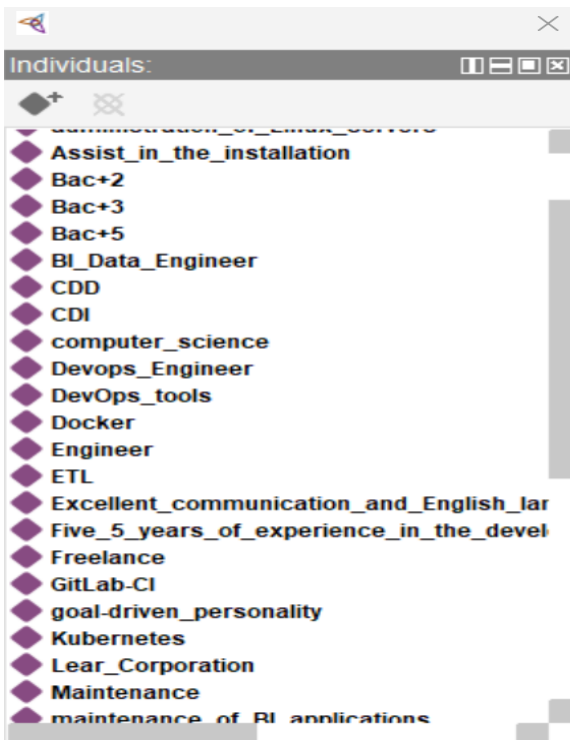 Individuals:
administration_of_Linux_servers
Assist_in_the_installation
Bac+2
Bac+3
Bac+5
BI_Data_Engineer
CDD
CDI
computer_science
Devops_Engineer
DevOps_tools
Docker
Engineer
ETL
Excellent_communication_and_English_lar
Five_5_years_of_experience_in_the_devel
Freelance
GitLab-CI
goal-driven_personality
Kubernetes
Lear_Corporation
Maintenance
maintenance_of_BI_applications